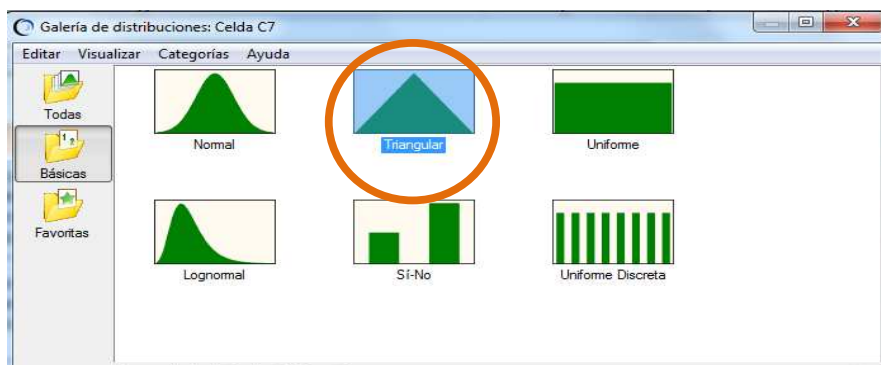 Galería de distribuciones: Celda C7
Editar Visualizar Categorías Ayuda
Todas
Básicas
Favoritas
Normal Triangular Uniforme
Lognormal Sí-No Uniforme Discreta